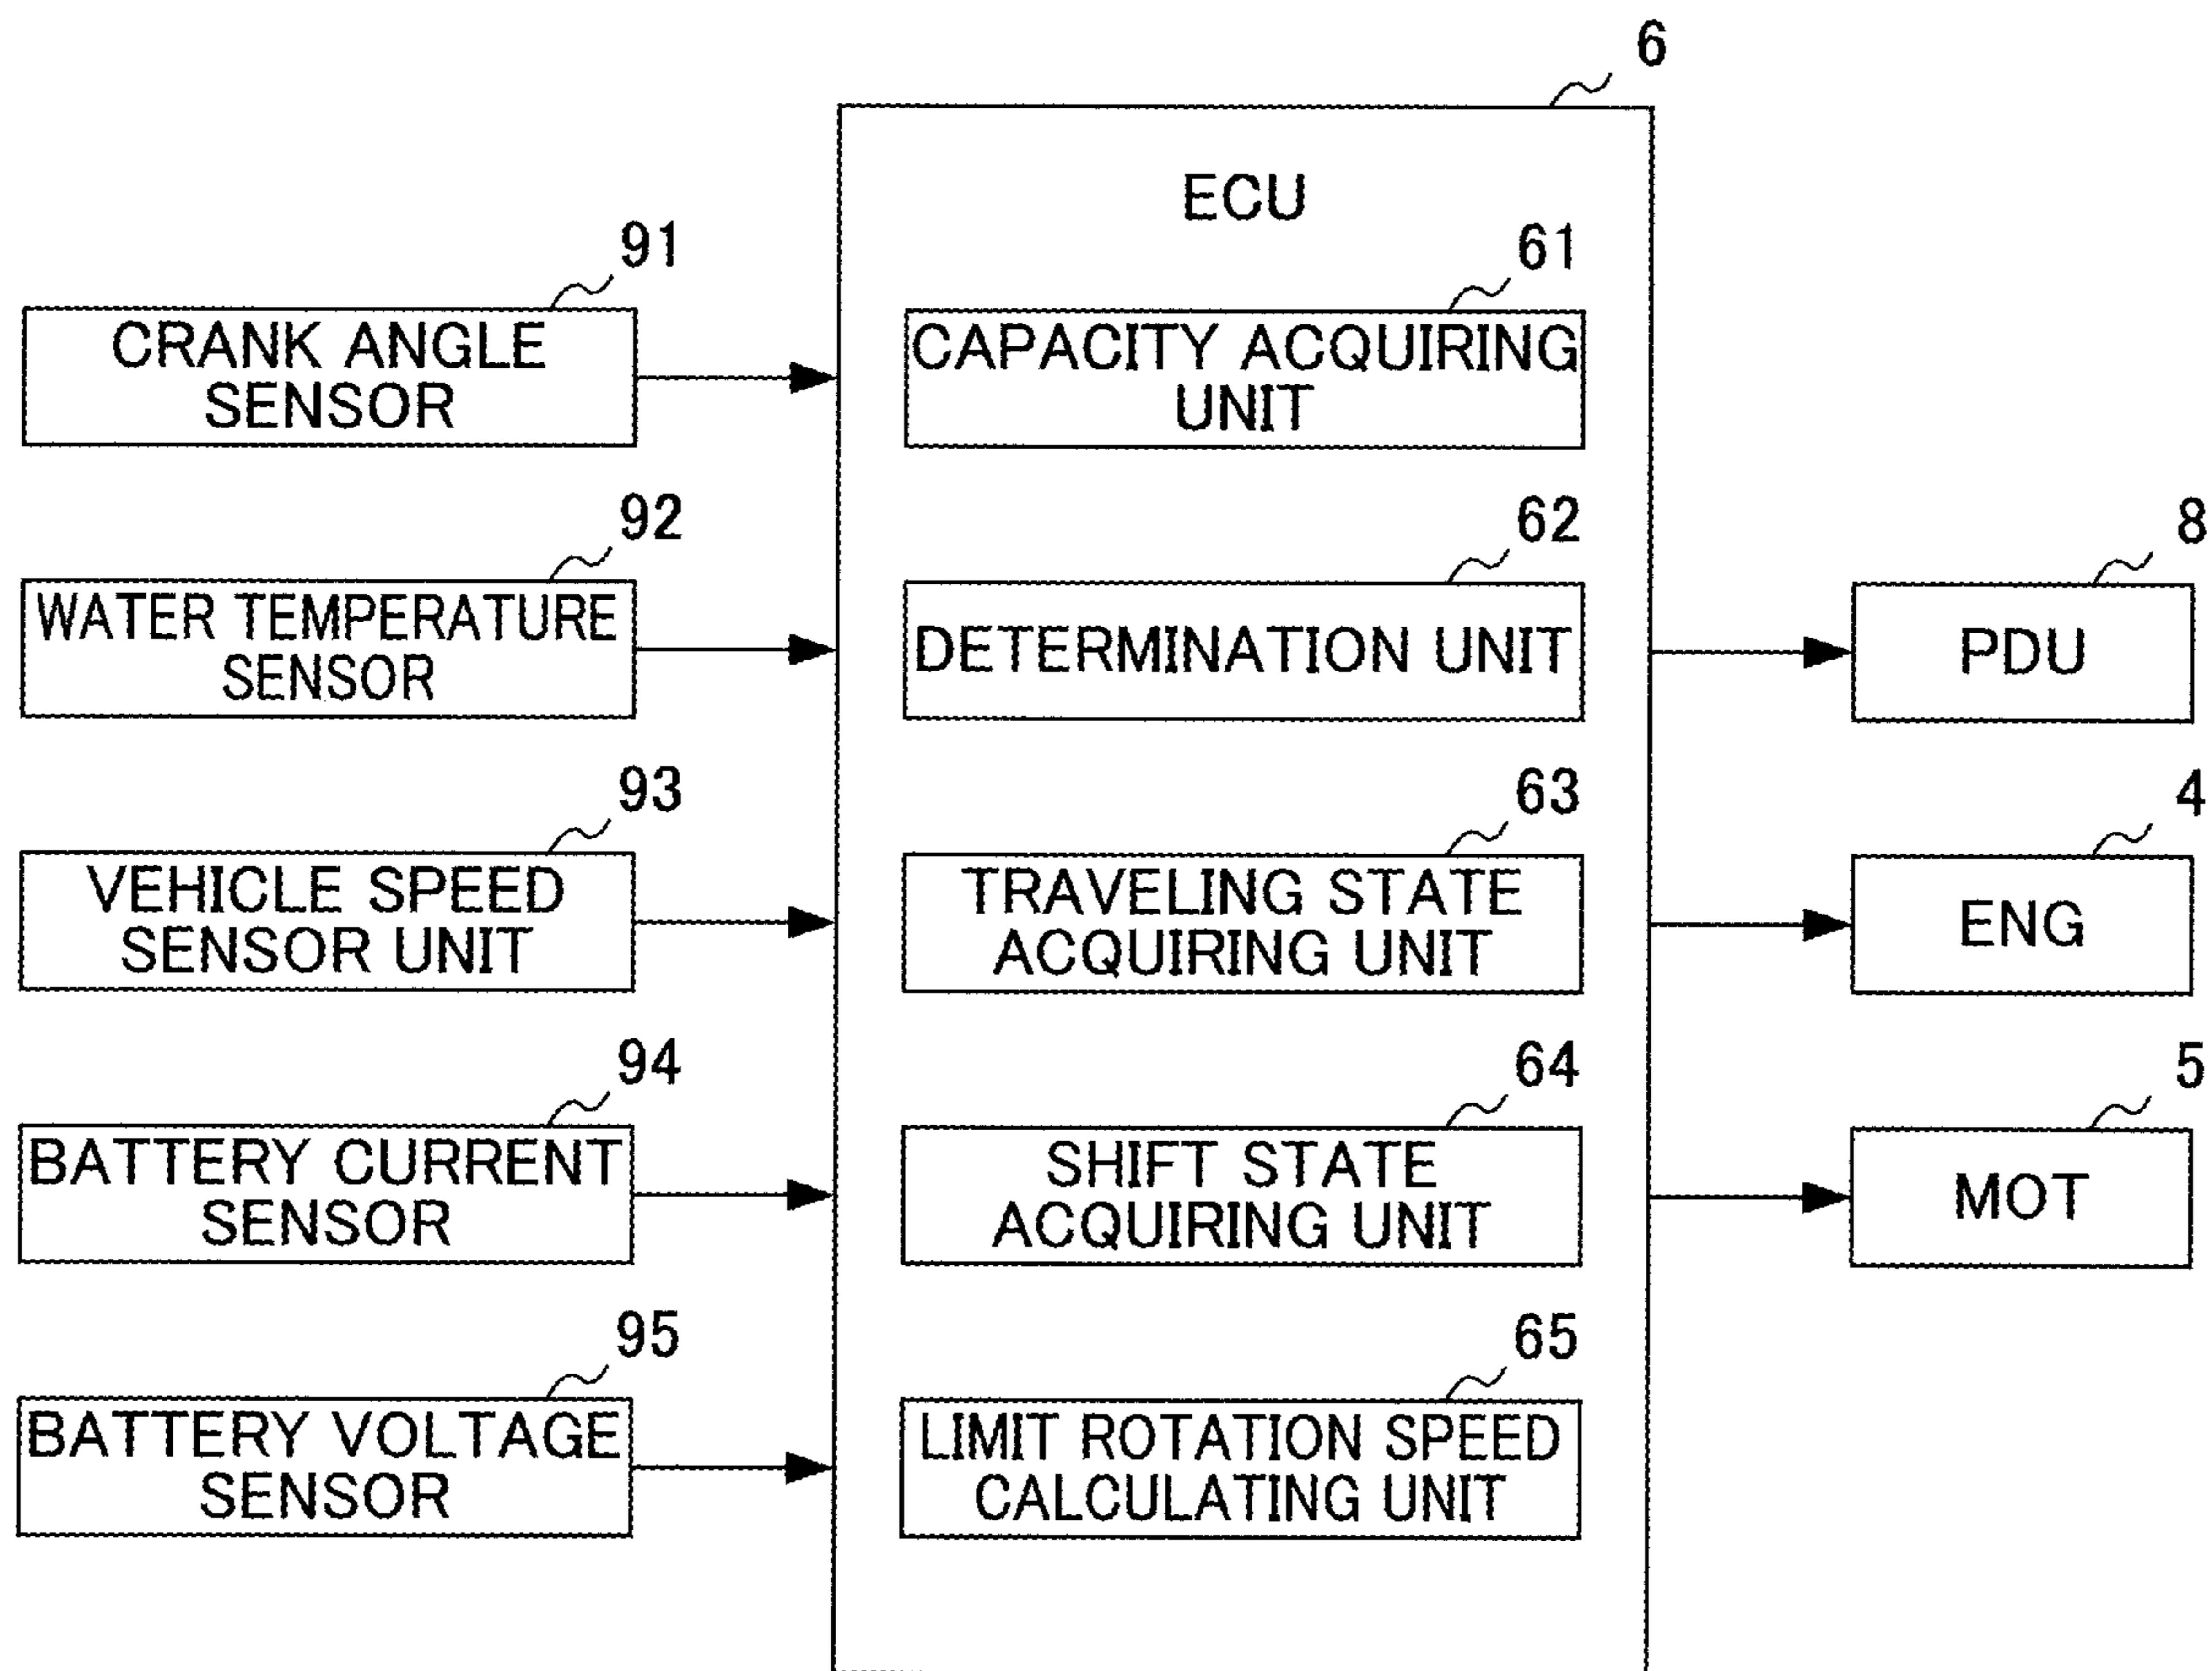 6
ECU
91
CRANK ANGLE
SENSOR
92
WATER TEMPERATURE
SENSOR
93
VEHICLE SPEED
SENSOR UNIT
94
BATTERY CURRENT
SENSOR
95
BATTERY VOLTAGE
SENSOR
61
CAPACITY ACQUIRING
UNIT
62
DETERMINATION UNIT
63
TRAVELING STATE
ACQUIRING UNIT
64
SHIFT STATE
ACQUIRING UNIT
65
LIMIT ROTATION SPEED
CALCULATING UNIT
8
PDU
4
ENG
5
MOT